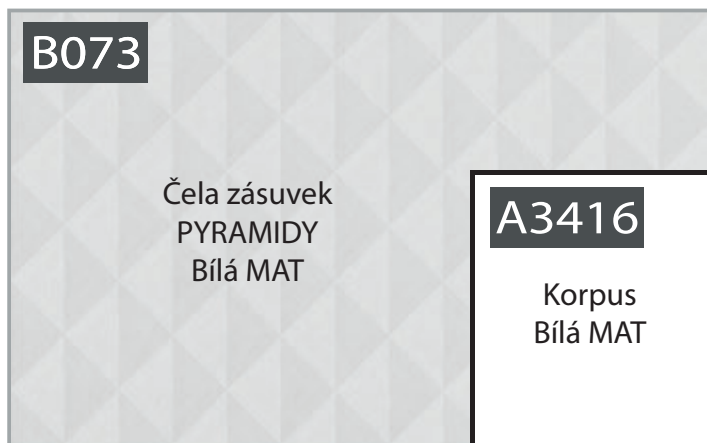 B073
Čela zásuvek
PYRAMIDY
Bílá MAT
A3416
Korpus
Bílá MAT